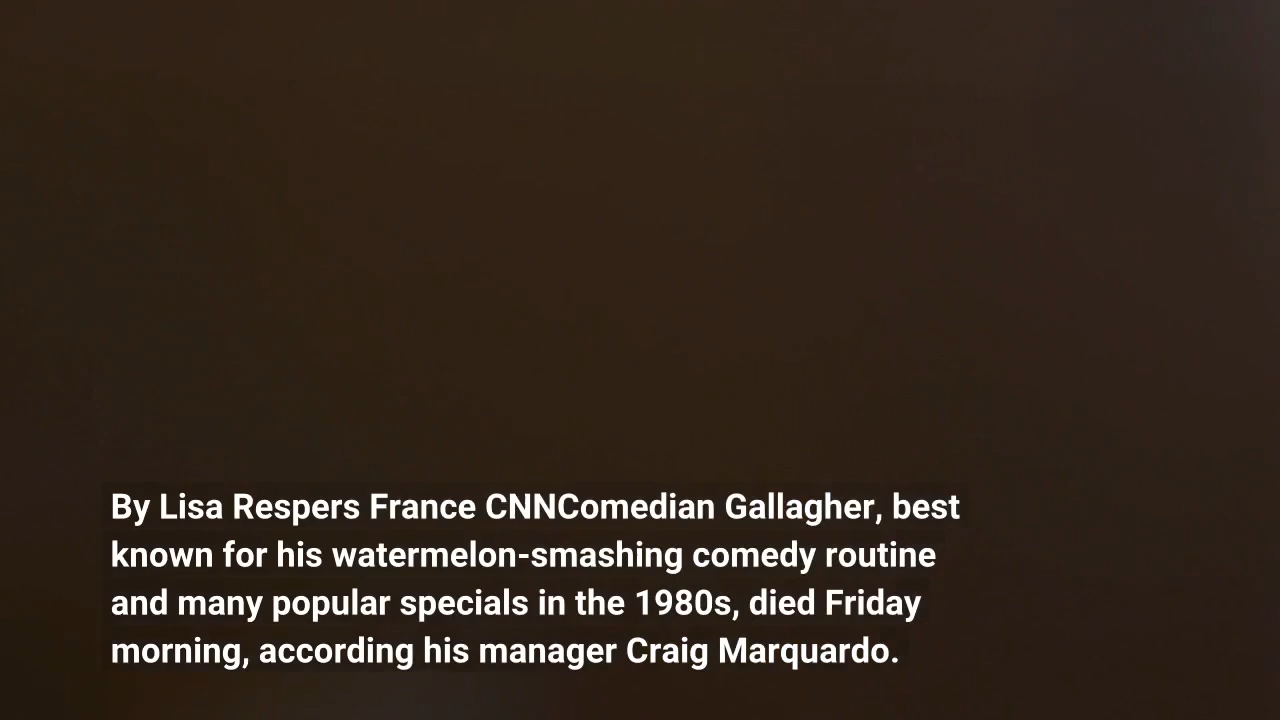 By Lisa Respers France CNNComedian Gallagher, best
known for his watermelon-smashing comedy routine
and many popular specials in the 1980s, died Friday
morning, according his manager Craig Marquardo.